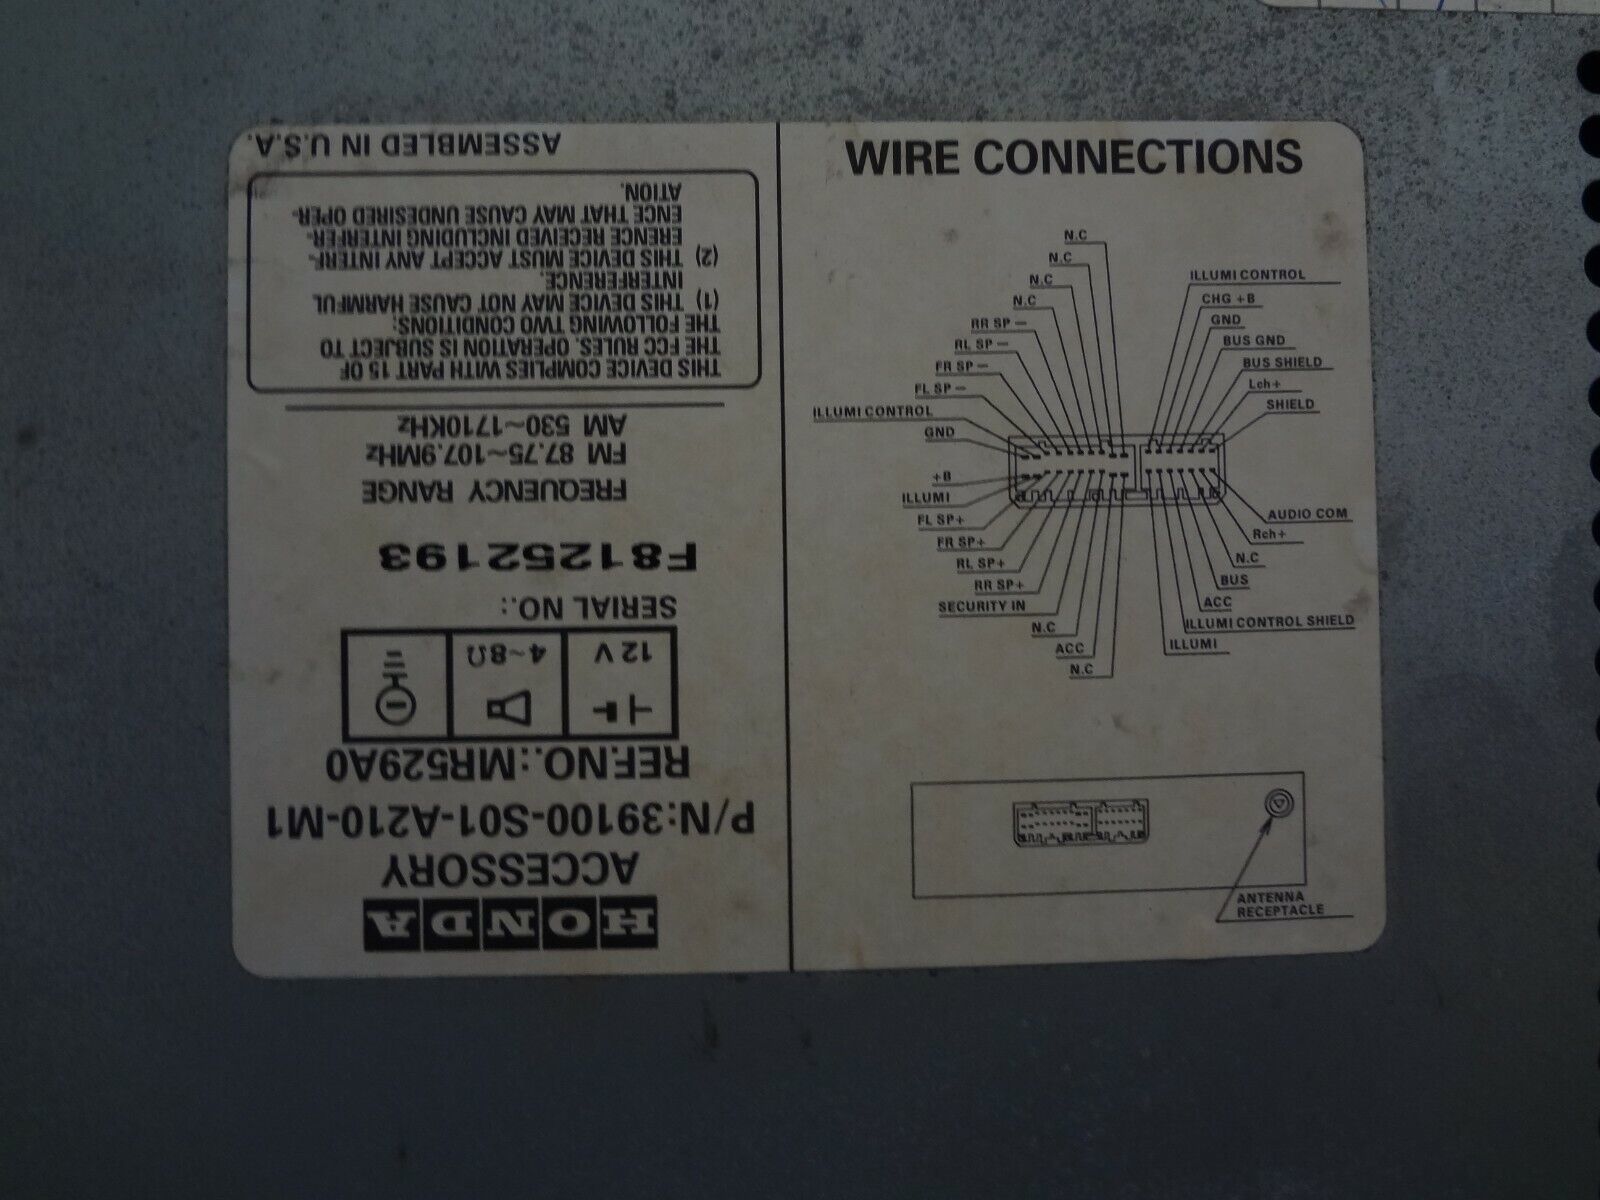 WIRE CONNECTIONS
N.C
N.C
N.C
N.C
RR SP –
RL SP –
FR SP –
FL SP –
ILLUMI CONTROL
GND
+B
ILLUMI
FL SP+
FR SP+
RL SP+
RR SP+
SECURITY IN
N.C
ACC
N.C
ILLUMI CONTROL
CHG +B
GND
BUS GND
BUS SHIELD
Lch+
SHIELD
AUDIO COM
Rch+
N.C
BUS
ACC
ILLUMI CONTROL SHIELD
ILLUMI
ANTENNA
RECEPTACLE
HONDA
ACCESSORY
P/N:39100-S01-A210-M1
REF.NO.:MR529A0
12 V
4~8Ω
SERIAL NO.:
F81252193
FREQUENCY RANGE
FM 87.75~107.9MHz
AM 530~1710KHz
THIS DEVICE COMPLIES WITH PART 15 OF
THE FCC RULES. OPERATION IS SUBJECT TO
THE FOLLOWING TWO CONDITIONS:
(1) THIS DEVICE MAY NOT CAUSE HARMFUL
INTERFERENCE.
(2) THIS DEVICE MUST ACCEPT ANY INTERF-
ERENCE RECEIVED INCLUDING INTERFER-
ENCE THAT MAY CAUSE UNDESIRED OPER-
ATION.
ASSEMBLED IN U.S.A.